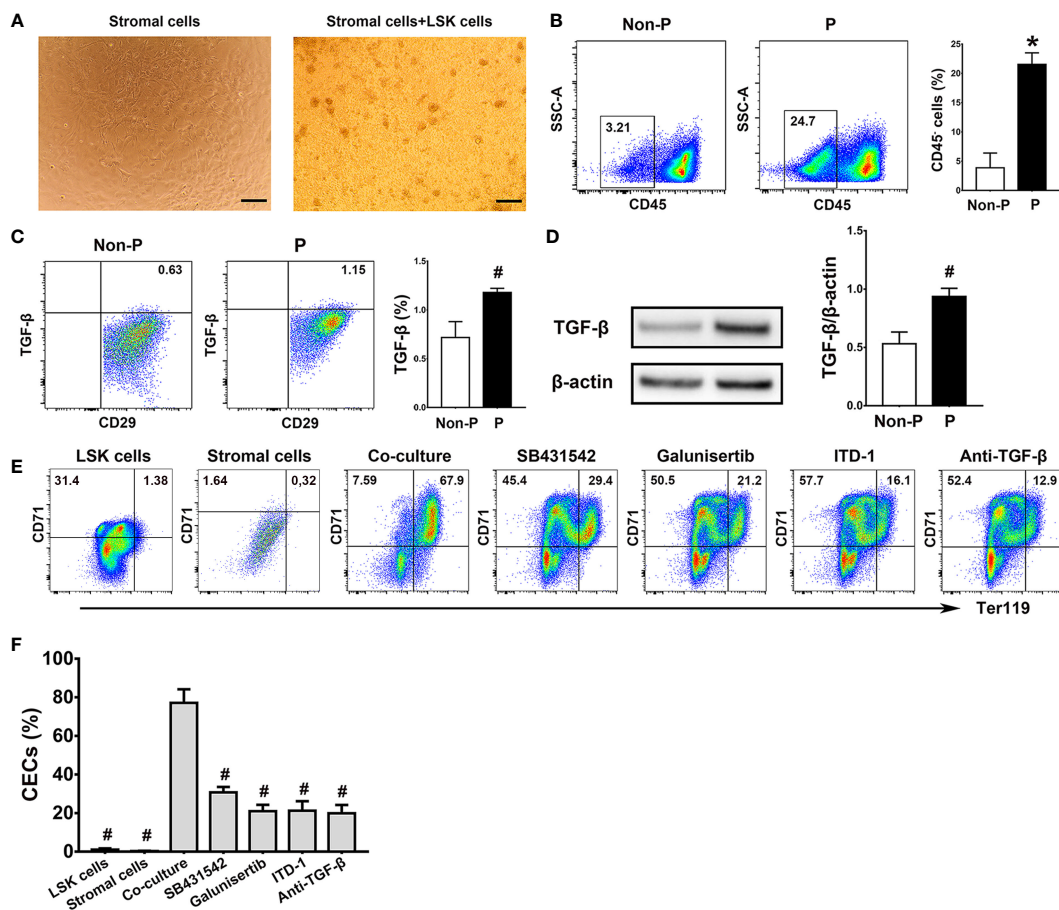 A
Stromal cells
Stromal cells+LSK cells
B
Non-P
P
SSC-A
3.21
CD45
SSC-A
24.7
CD45
CD45- cells (%)
25
20
15
10
5
0
Non-P
P
*
C
Non-P
P
TGF-β
0.63
CD29
TGF-β
1.15
CD29
TGF-β (%)
1.5
1.0
0.5
0.0
Non-P
P
#
D
TGF-β
β-actin
TGF-β/β-actin
1.5
1.0
0.5
0.0
Non-P
P
#
E
LSK cells
Stromal cells
Co-culture
SB431542
Galunisertib
ITD-1
Anti-TGF-β
CD71
31.4
1.38
CD71
1.64
0,32
CD71
7.59
67.9
CD71
45.4
29.4
CD71
50.5
21.2
CD71
57.7
16.1
CD71
52.4
12.9
Ter119
F
CECs (%)
100
80
60
40
20
0
#
#
#
#
#
#
LSK cells
Stromal cells
Co-culture
SB431542
Galunisertib
ITD-1
Anti-TGF-β